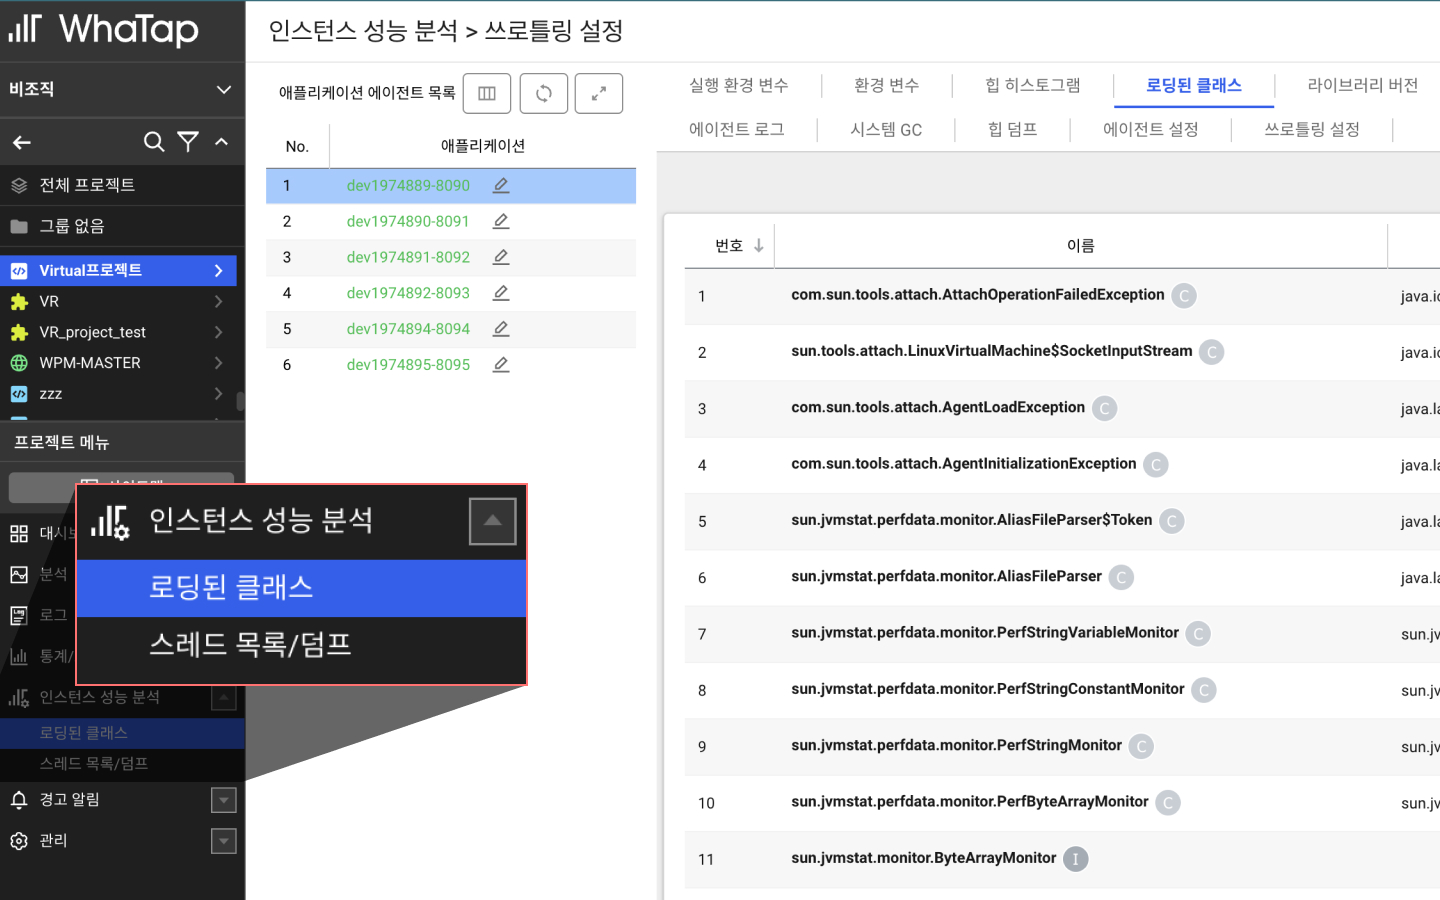 WhaTap
인스턴스 성능 분석 > 쓰로틀링 설정
비조직
전체 프로젝트
그룹 없음
Virtual프로젝트
VR
VR_project_test
WPM-MASTER
zzz
프로젝트 메뉴
분석
로그
통계/
인스턴스 성능 분석
로딩된 클래스
스레드 목록/덤프
경고 알림
관리
인스턴스 성능 분석
로딩된 클래스
스레드 목록/덤프
애플리케이션 에이전트 목록
No. 애플리케이션
1 dev1974889-8090
2 dev1974890-8091
3 dev1974891-8092
4 dev1974892-8093
5 dev1974894-8094
6 dev1974895-8095
실행 환경 변수 환경 변수 힙 히스토그램 로딩된 클래스 라이브러리 버전
에이전트 로그 시스템 GC 힙 덤프 에이전트 설정 쓰로틀링 설정
번호 이름
1 com.sun.tools.attach.AttachOperationFailedException C java.io
2 sun.tools.attach.LinuxVirtualMachine$SocketInputStream C java.io
3 com.sun.tools.attach.AgentLoadException C java.la
4 com.sun.tools.attach.AgentInitializationException C java.la
5 sun.jvmstat.perfdata.monitor.AliasFileParser$Token C java.la
6 sun.jvmstat.perfdata.monitor.AliasFileParser C java.la
7 sun.jvmstat.perfdata.monitor.PerfStringVariableMonitor C sun.jv
8 sun.jvmstat.perfdata.monitor.PerfStringConstantMonitor C sun.jv
9 sun.jvmstat.perfdata.monitor.PerfStringMonitor C sun.jv
10 sun.jvmstat.perfdata.monitor.PerfByteArrayMonitor C sun.jv
11 sun.jvmstat.monitor.ByteArrayMonitor I